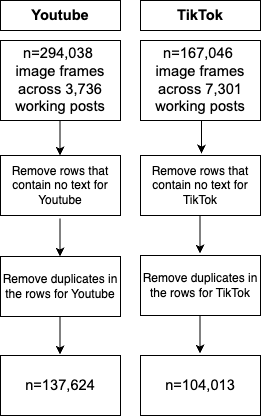 Youtube
n=294,038
image frames
across 3,736
working posts
Remove rows that
contain no text for
Youtube
Remove duplicates in
the rows for Youtube
n=137,624
TikTok
n=167,046
image frames
across 7,301
working posts
Remove rows that
contain no text for
TikTok
Remove duplicates in
the rows for TikTok
n=104,013